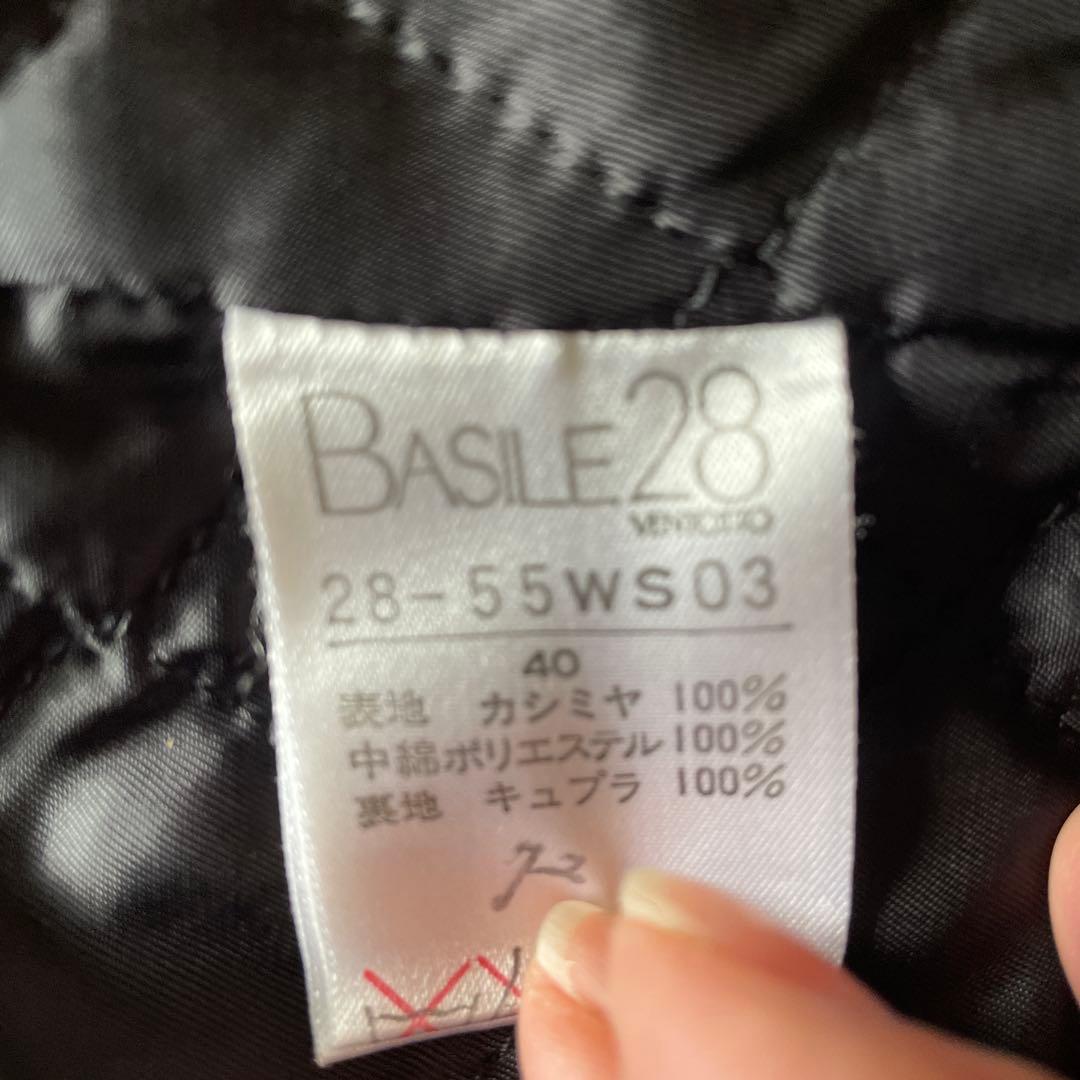 BASILE28
VENTOTTO
28-55WS03
40
表地 カシミヤ 100%
中綿ポリエステル100%
裏地 キュプラ 100%